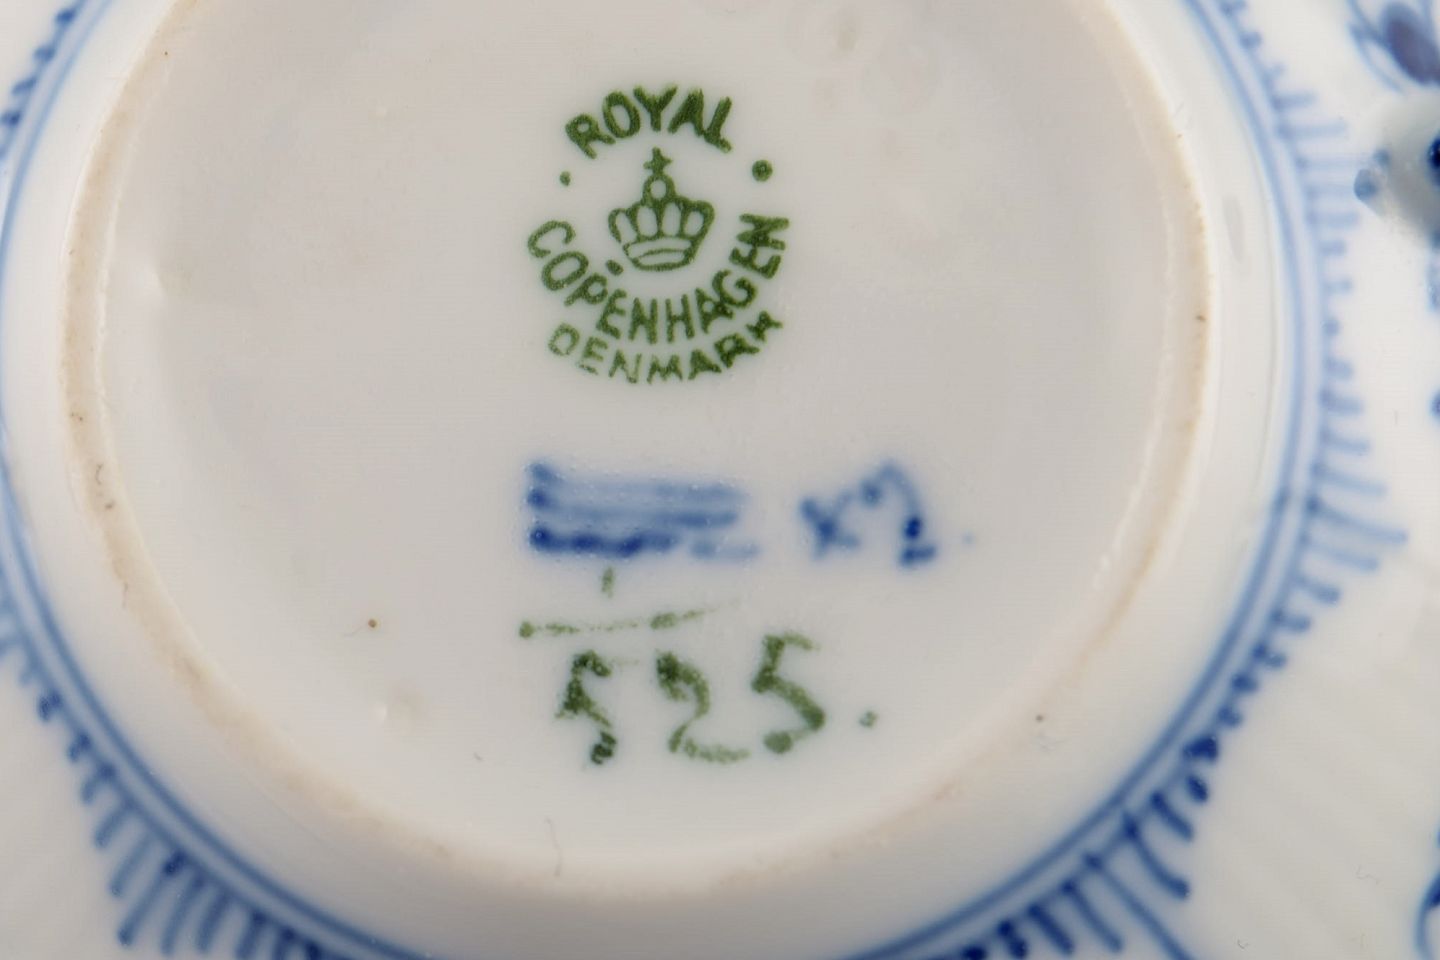 ROYAL
COPENHAGEN
DENMARK
525.